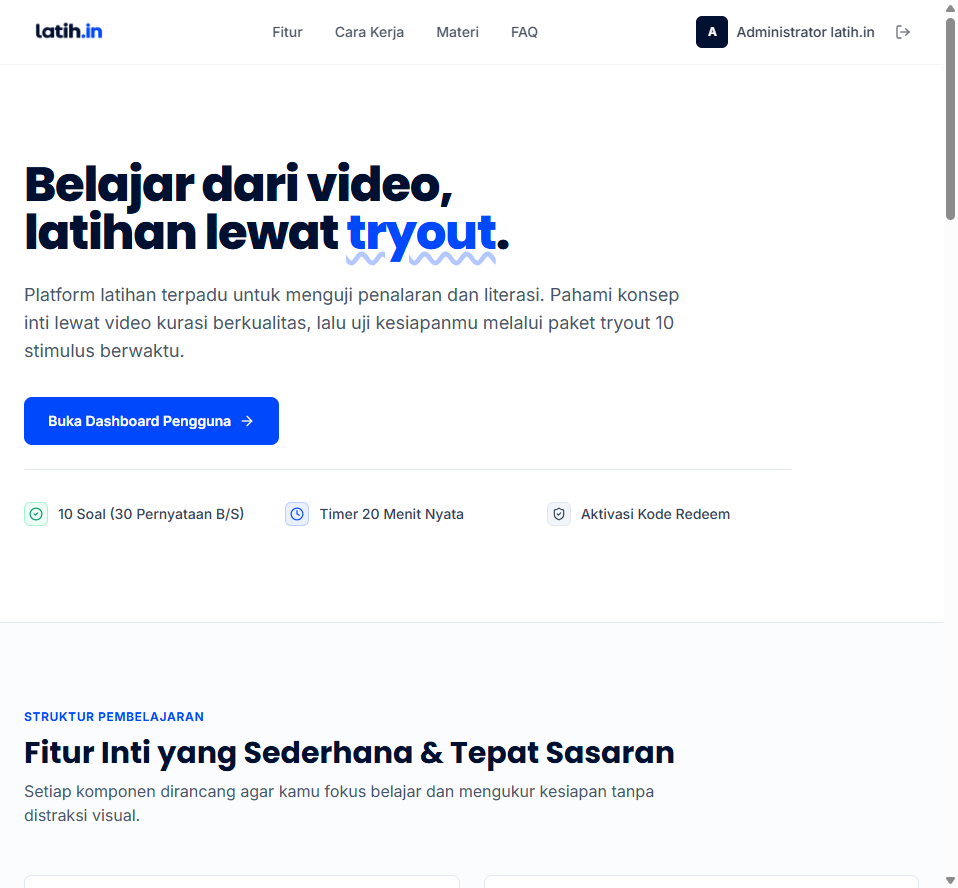 latih.in
Fitur
Cara Kerja
Materi
FAQ
A
Administrator latih.in
Belajar dari video,
latihan lewat tryout.
Platform latihan terpadu untuk menguji penalaran dan literasi. Pahami konsep
inti lewat video kurasi berkualitas, lalu uji kesiapanmu melalui paket tryout 10
stimulus berwaktu.
Buka Dashboard Pengguna
10 Soal (30 Pernyataan B/S)
Timer 20 Menit Nyata
Aktivasi Kode Redeem
STRUKTUR PEMBELAJARAN
Fitur Inti yang Sederhana & Tepat Sasaran
Setiap komponen dirancang agar kamu fokus belajar dan mengukur kesiapan tanpa
distraksi visual.